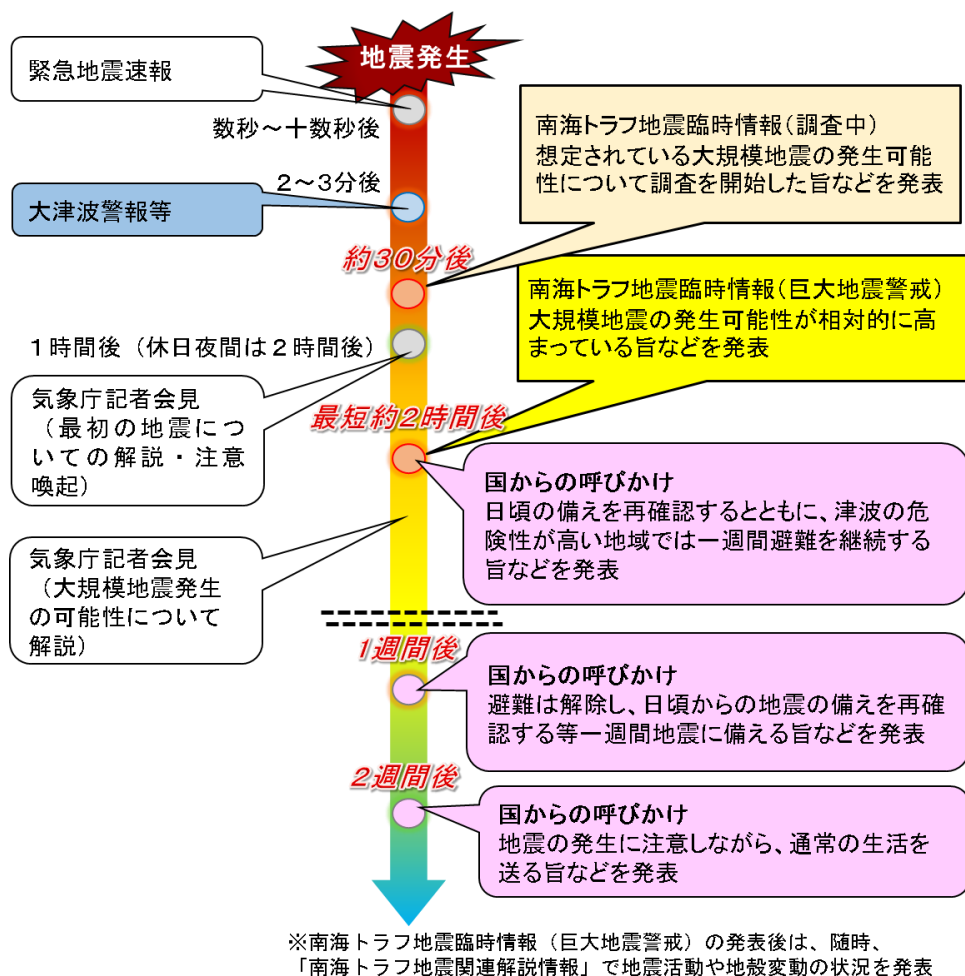 地震発生
緊急地震速報
数秒～十数秒後
2～3分後
大津波警報等
南海トラフ地震臨時情報（調査中）
想定されている大規模地震の発生可能
性について調査を開始した旨などを発表
約30分後
南海トラフ地震臨時情報（巨大地震警戒）
大規模地震の発生可能性が相対的に高
まっている旨などを発表
1時間後（休日夜間は2時間後）
気象庁記者会見
（最初の地震につ
いての解説・注意
喚起）
最短約2時間後
国からの呼びかけ
日頃の備えを再確認するとともに、津波の危
険性が高い地域では一週間避難を継続する
旨などを発表
気象庁記者会見
（大規模地震発生
の可能性について
解説）
1週間後
国からの呼びかけ
避難は解除し、日頃からの地震の備えを再確
認する等一週間地震に備える旨などを発表
2週間後
国からの呼びかけ
地震の発生に注意しながら、通常の生活を
送る旨などを発表
※南海トラフ地震臨時情報（巨大地震警戒）の発表後は、随時、
「南海トラフ地震関連解説情報」で地震活動や地殻変動の状況を発表